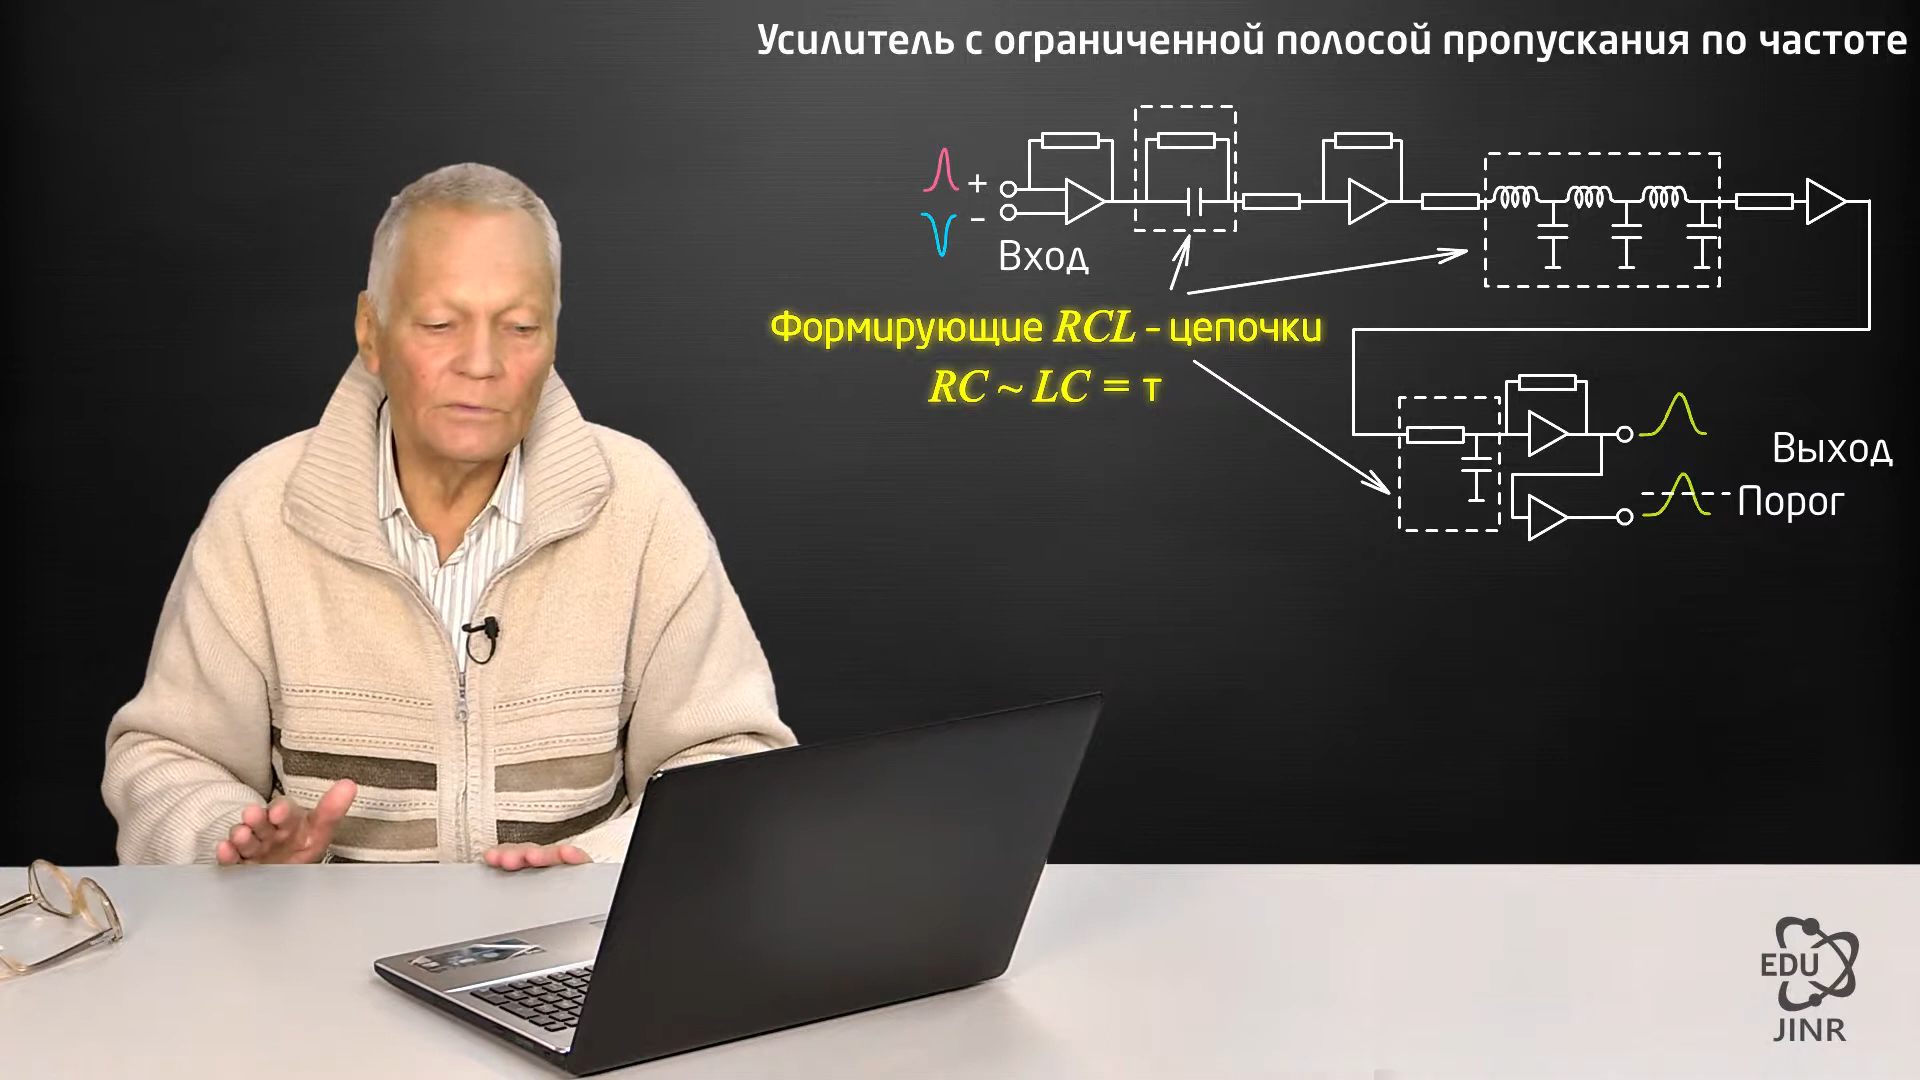 Усилитель с ограниченной полосой пропускания по частоте
+
−
Вход
Формирующие RCL - цепочки
RC ~ LC = τ
Выход
Порог
EDU
JINR